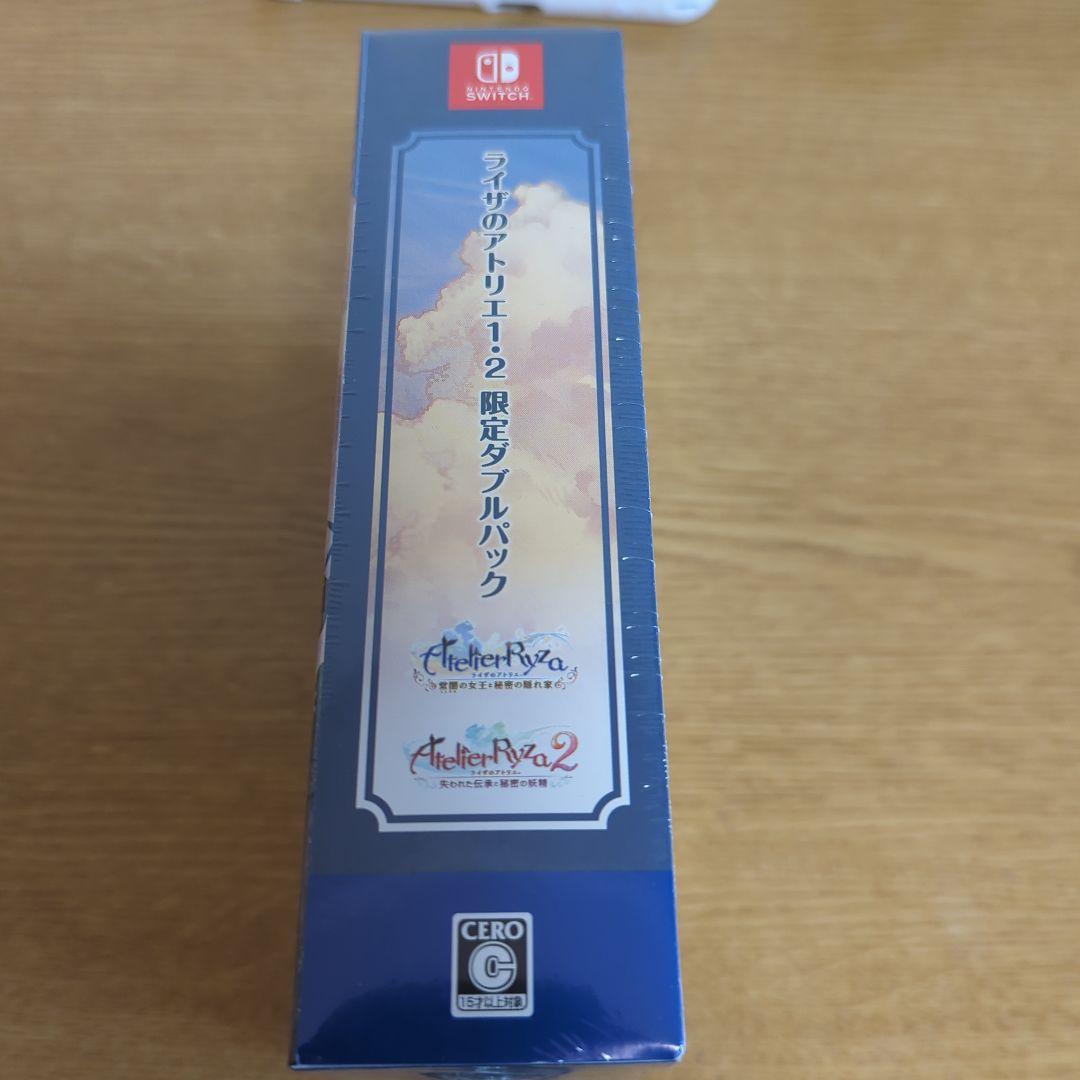 NINTENDO
SWITCH
ライザのアトリエ1・2 限定ダブルパック
Atelier Ryza
ライザのアトリエ
常闇の女王と秘密の隠れ家
Atelier Ryza2
ライザのアトリエ
失われた伝承と秘密の妖精
CERO
C
15才以上対象